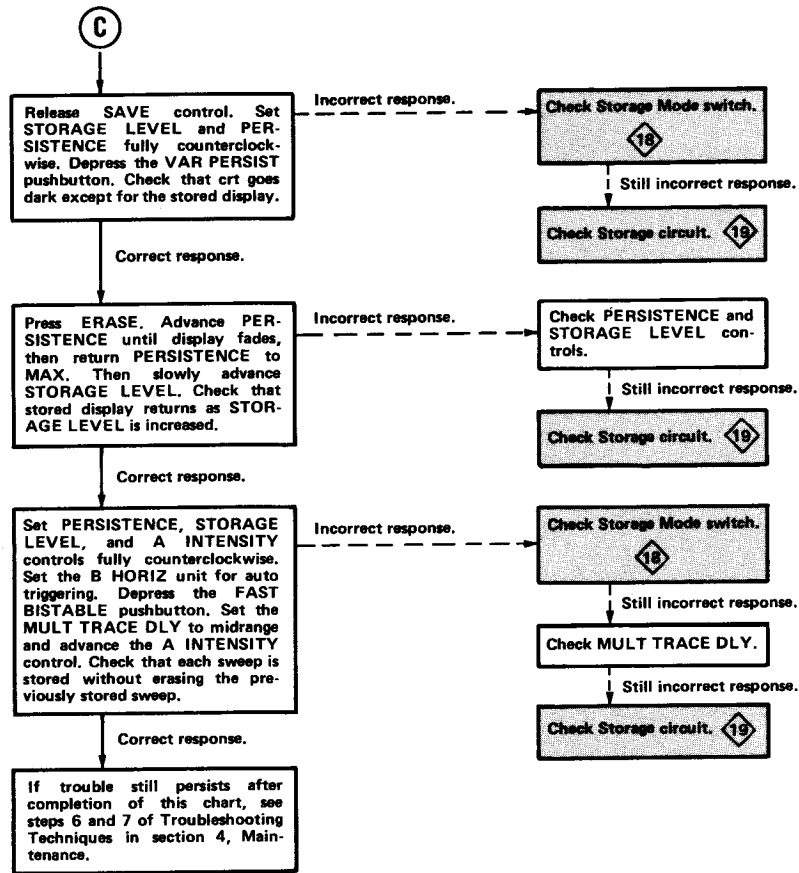 C
Release SAVE control. Set
STORAGE LEVEL and PER-
SISTENCE fully counterclock-
wise. Depress the VAR PERSIST
pushbutton. Check that crt goes
dark except for the stored display.
Incorrect response.
Check Storage Mode switch.
18
Still incorrect response.
Check Storage circuit. 19
Correct response.
Press ERASE. Advance PER-
SISTENCE until display fades,
then return PERSISTENCE to
MAX. Then slowly advance
STORAGE LEVEL. Check that
stored display returns as STOR-
AGE LEVEL is increased.
Incorrect response.
Check PERSISTENCE and
STORAGE LEVEL con-
trols.
Still incorrect response.
Check Storage circuit. 19
Correct response.
Set PERSISTENCE, STORAGE
LEVEL, and A INTENSITY
controls fully counterclockwise.
Set the B HORIZ unit for auto
triggering. Depress the FAST
BISTABLE pushbutton. Set the
MULT TRACE DLY to midrange
and advance the A INTENSITY
control. Check that each sweep is
stored without erasing the pre-
viously stored sweep.
Incorrect response.
Check Storage Mode switch.
18
Still incorrect response.
Check MULT TRACE DLY.
Still incorrect response.
Check Storage circuit. 19
Correct response.
If trouble still persists after
completion of this chart, see
steps 6 and 7 of Troubleshooting
Techniques in section 4, Main-
tenance.